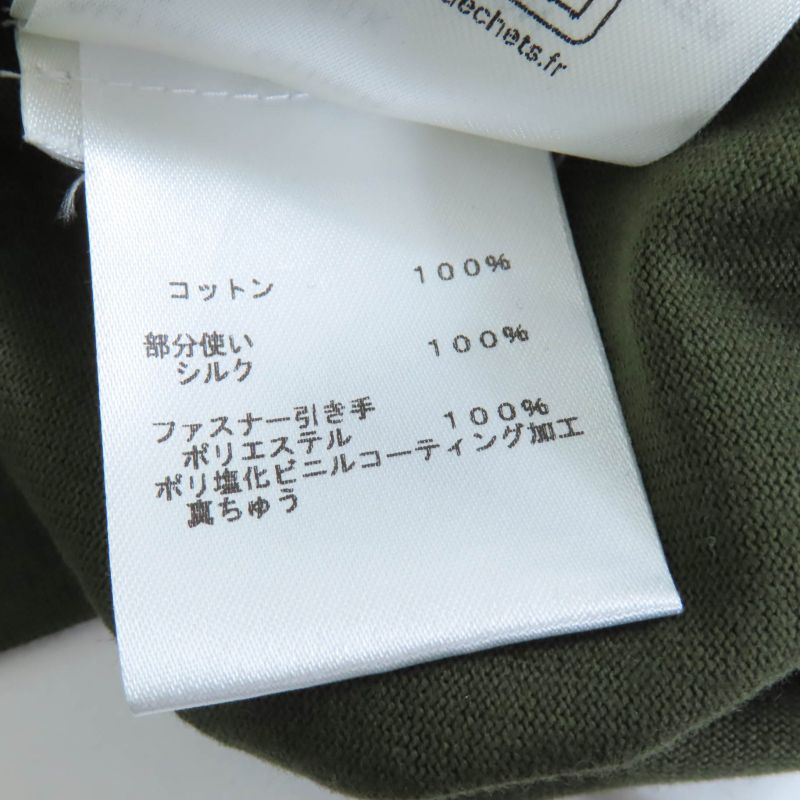 dechets.fr
コットン 100%
部分使い 100%
シルク
ファスナー引き手 100%
ポリエステル
ポリ塩化ビニルコーティング加工
真ちゅう